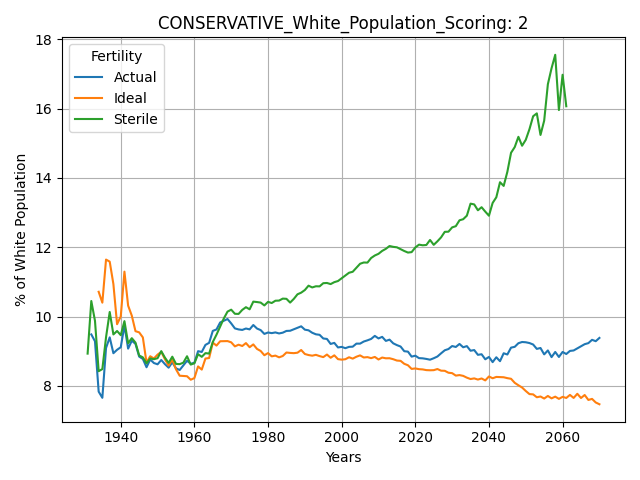 CONSERVATIVE_White_Population_Scoring: 2
Fertility
Actual
Ideal
Sterile
% of White Population
18
16
14
12
10
8
1940
1960
1980
2000
2020
2040
2060
Years